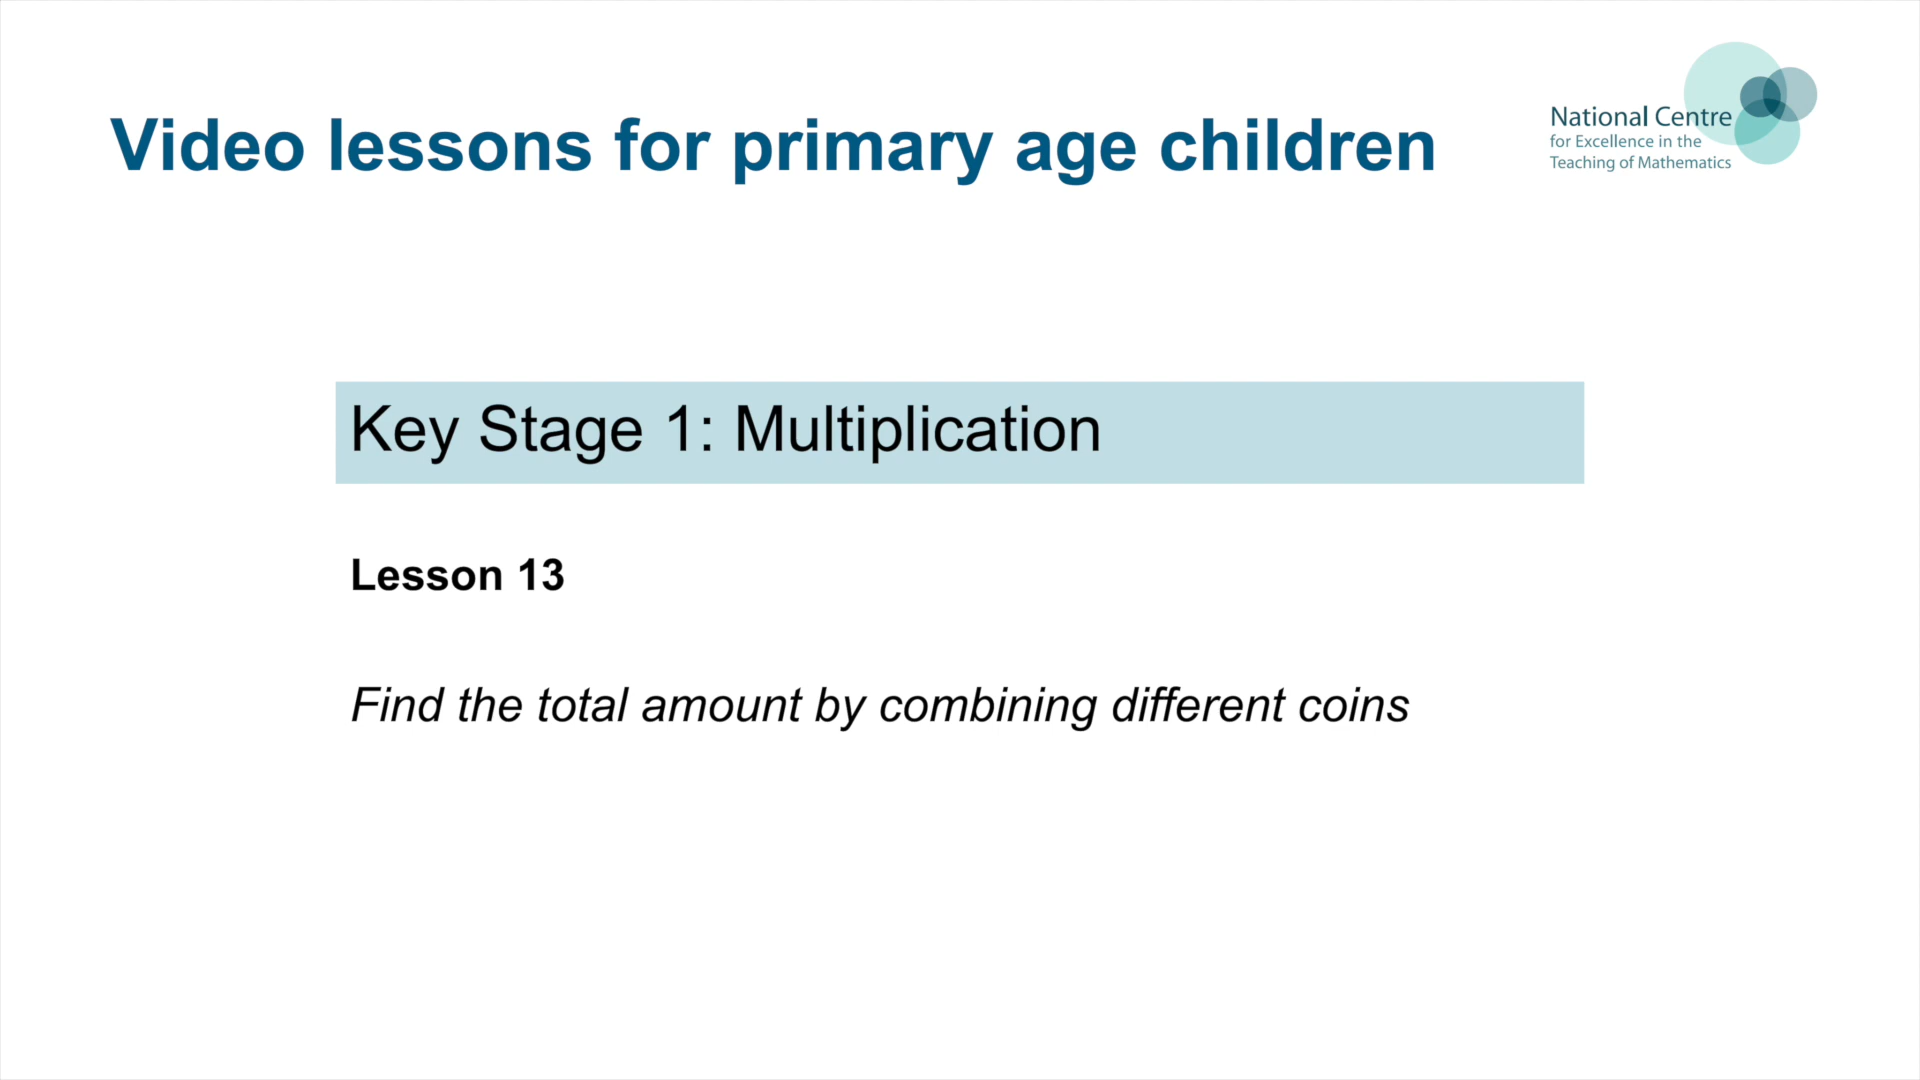 Video lessons for primary age children
National Centre
for Excellence in the
Teaching of Mathematics
Key Stage 1: Multiplication
Lesson 13
Find the total amount by combining different coins